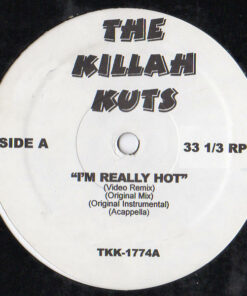 THE
KILLAH
KUTS
SIDE A
33 1/3 RP
"I'M REALLY HOT"
(Video Remix)
(Original Mix)
(Original Instrumental)
(Acappella)
TKK-1774A